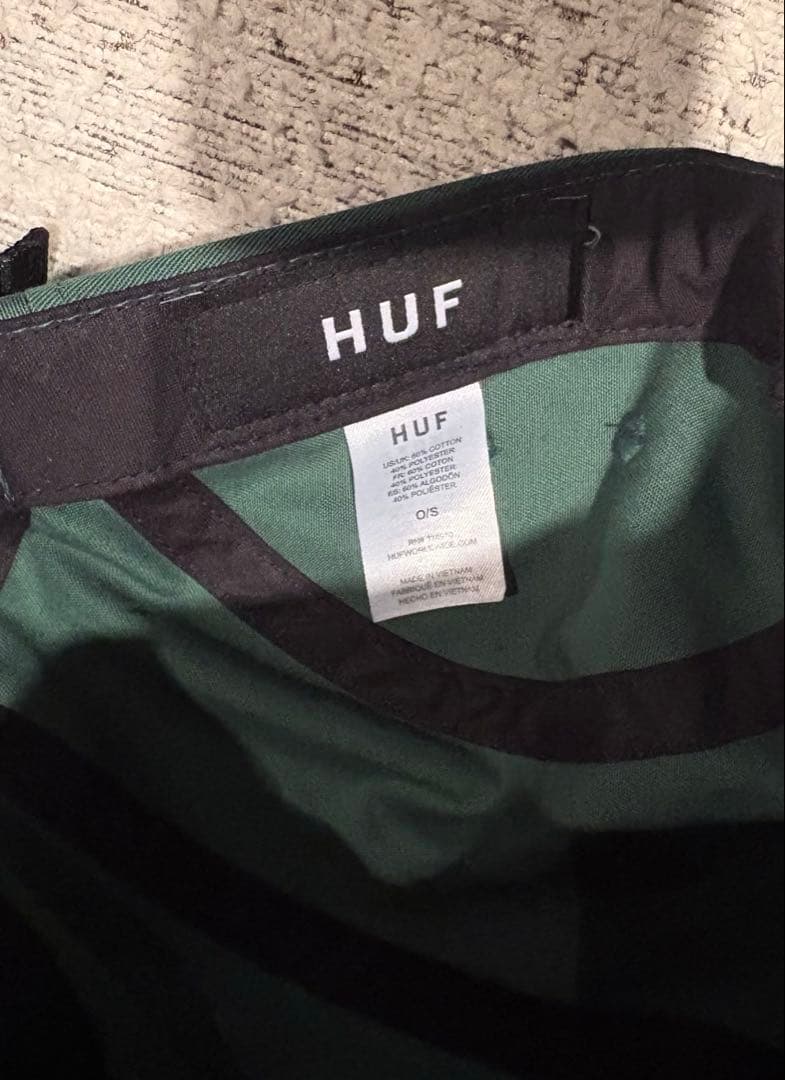 HUF
HUF
US/UK: 60% COTTON
40% POLYESTER
FR: 60% COTON
40% POLYESTER
ES: 60% ALGODÓN
40% POLIÉSTER
O/S
HUFWORLDWIDE.COM
MADE IN VIETNAM
FABRIQUÉ EN VIETNAM
HECHO EN VIETNAM